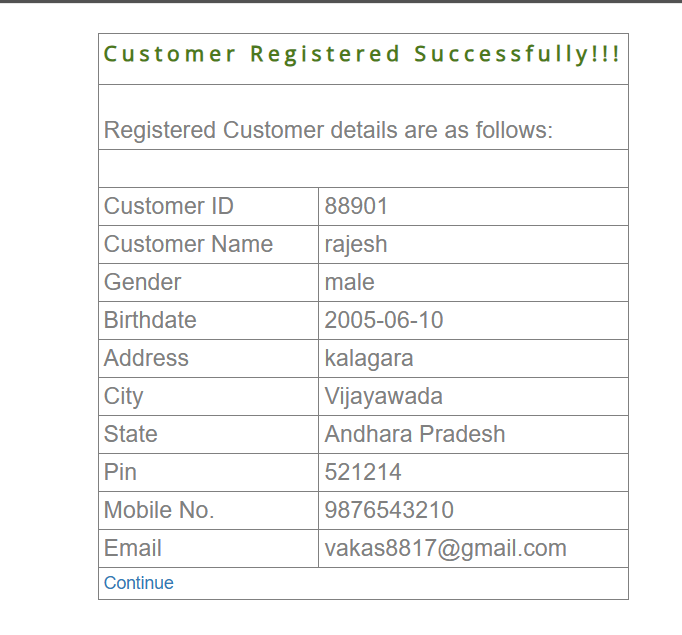 Customer Registered Successfully!!!
Registered Customer details are as follows:
Customer ID 88901
Customer Name rajesh
Gender male
Birthdate 2005-06-10
Address kalagara
City Vijayawada
State Andhara Pradesh
Pin 521214
Mobile No. 9876543210
Email vakas8817@gmail.com
Continue